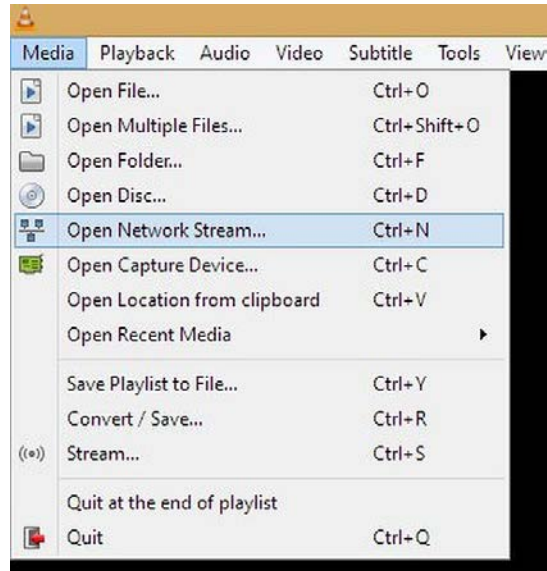 Media Playback Audio Video Subtitle Tools View
Open File... Ctrl+O
Open Multiple Files... Ctrl+Shift+O
Open Folder... Ctrl+F
Open Disc... Ctrl+D
Open Network Stream... Ctrl+N
Open Capture Device... Ctrl+C
Open Location from clipboard Ctrl+V
Open Recent Media
Save Playlist to File... Ctrl+Y
Convert / Save... Ctrl+R
Stream... Ctrl+S
Quit at the end of playlist
Quit Ctrl+Q